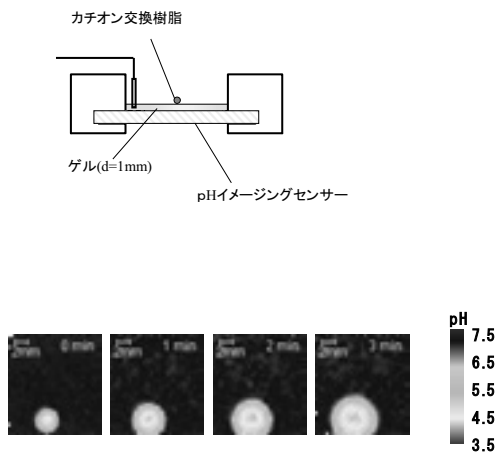 カチオン交換樹脂
ゲル(d=1mm)
pHイメージングセンサー
2mm 0 min
2mm 1 min
2mm 2 min
2mm 3 min
pH
7.5
6.5
5.5
4.5
3.5